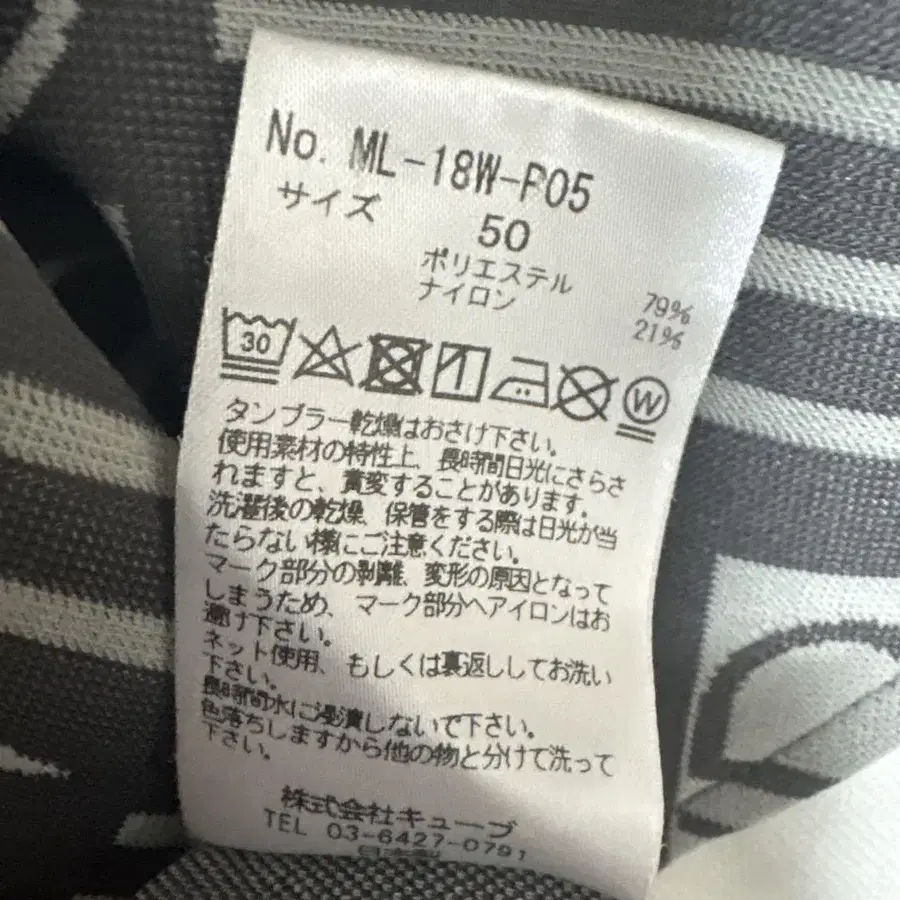 No. ML-18W-P05
サイズ 50
ポリエステル 79%
ナイロン 21%
30
W
タンブラー乾燥はおさけ下さい。
使用素材の特性上、長時間日光にさらさ
れますと、黄変することがあります。
洗濯後の乾燥、保管をする際は日光が当
たらない様にご注意ください。
マーク部分の剥離、変形の原因となって
しまうため、マーク部分へアイロンはお
避け下さい。
ネット使用、もしくは裏返ししてお洗い
下さい。
長時間水に浸漬しないで下さい。
色落ちしますから他の物と分けて洗って
下さい。
株式会社キューブ
TEL 03-6427-0791
日本製